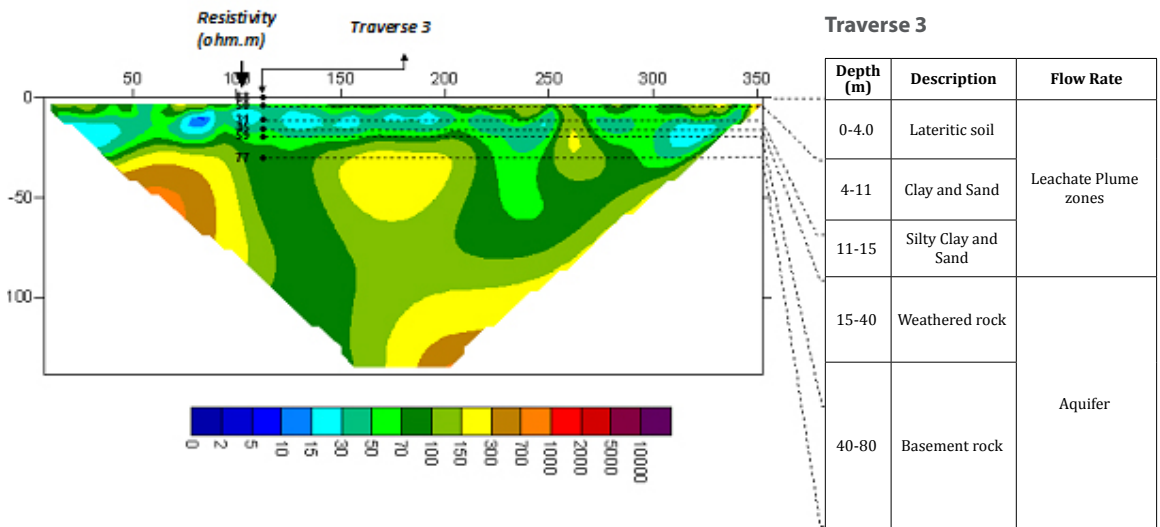 Resistivity
(ohm.m)
Traverse 3
50
150
200
250
300
350
0
-50
100
31
77
0
2
5
10
15
30
50
70
100
150
300
700
1000
2000
5000
10000
Traverse 3
Depth (m) Description Flow Rate
0-4.0 Lateritic soil
4-11 Clay and Sand
Leachate Plume
zones
11-15 Silty Clay and
Sand
15-40 Weathered rock
Aquifer
40-80 Basement rock